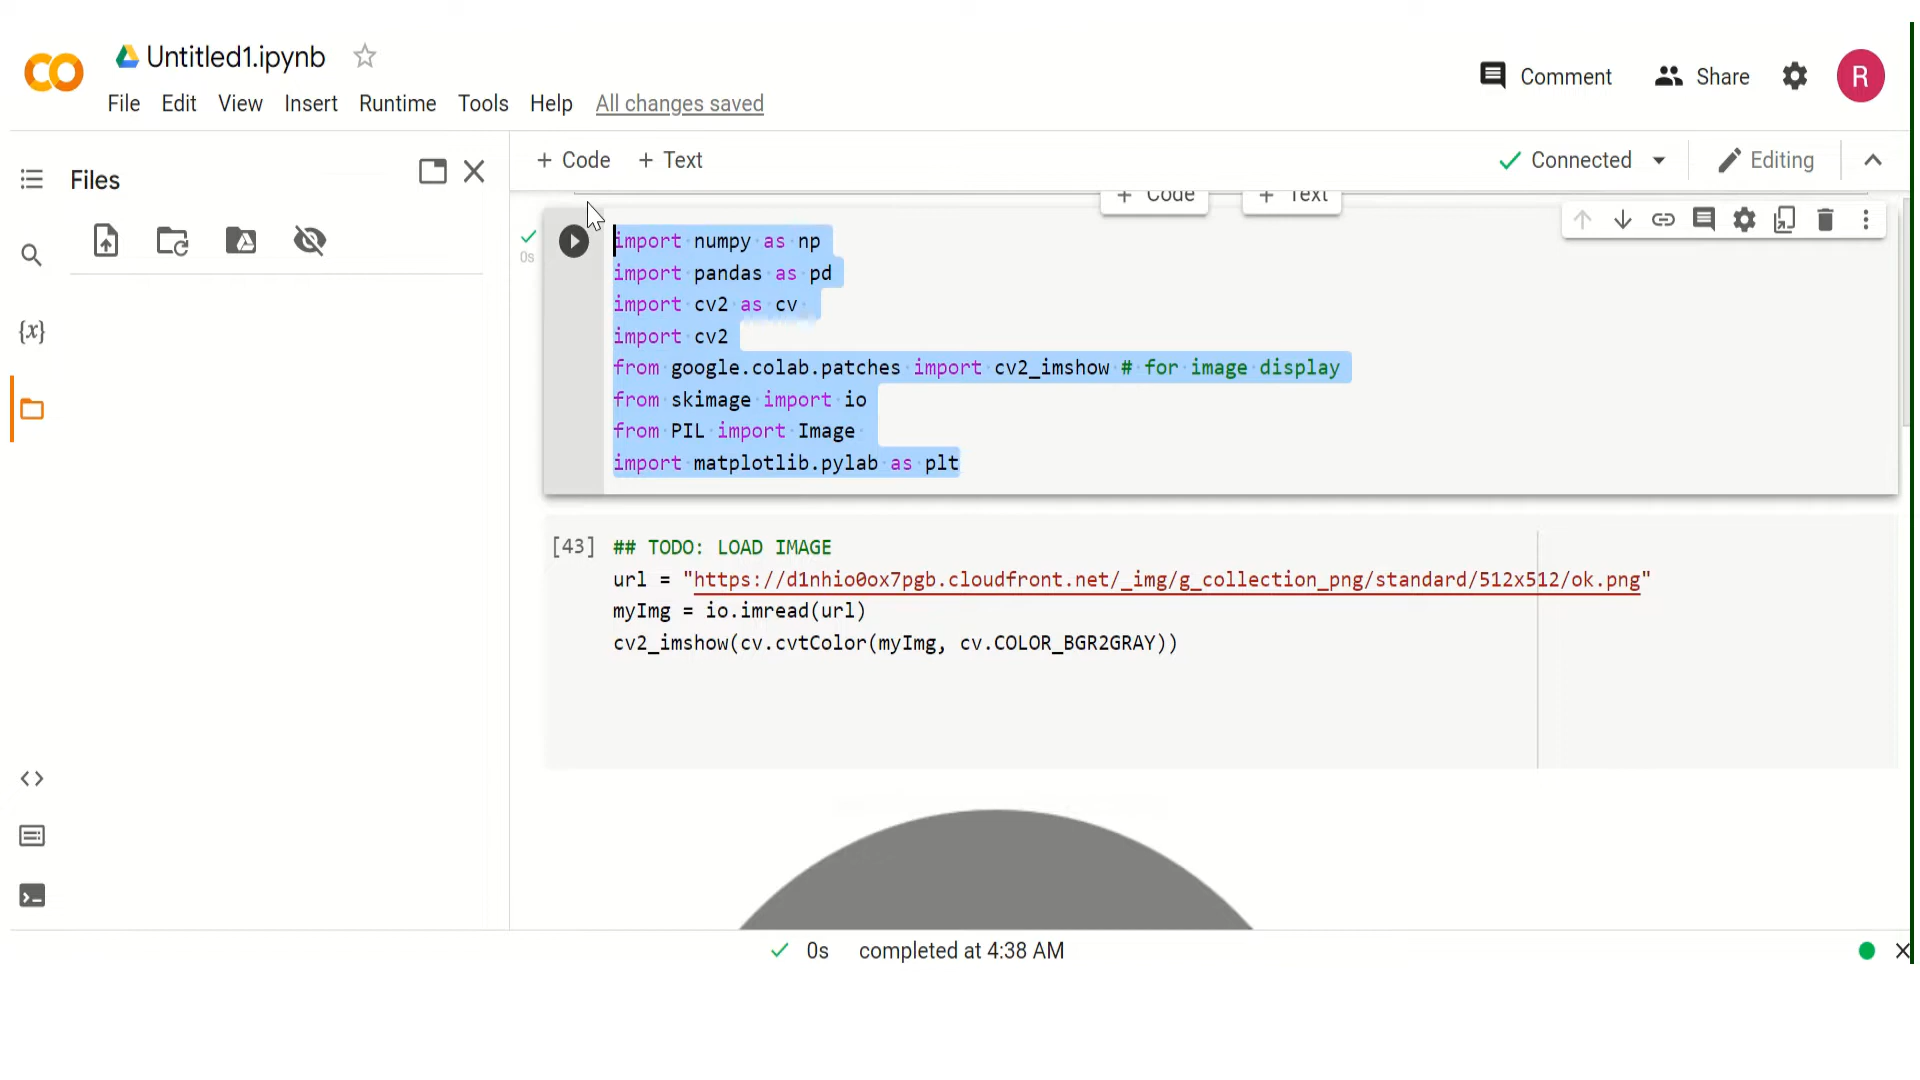 Untitled1.ipynb
Comment
Share
R
File Edit View Insert Runtime Tools Help All changes saved
Files
+ Code + Text
Connected
Editing
+ Code + Text
0s
import numpy as np
import pandas as pd
import cv2 as cv
import cv2
from google.colab.patches import cv2_imshow # for image display
from skimage import io
from PIL import Image
import matplotlib.pylab as plt
{x}
[43] ## TODO: LOAD IMAGE
url = "https://d1nhio0ox7pgb.cloudfront.net/_img/g_collection_png/standard/512x512/ok.png"
myImg = io.imread(url)
cv2_imshow(cv.cvtColor(myImg, cv.COLOR_BGR2GRAY))
0s completed at 4:38 AM